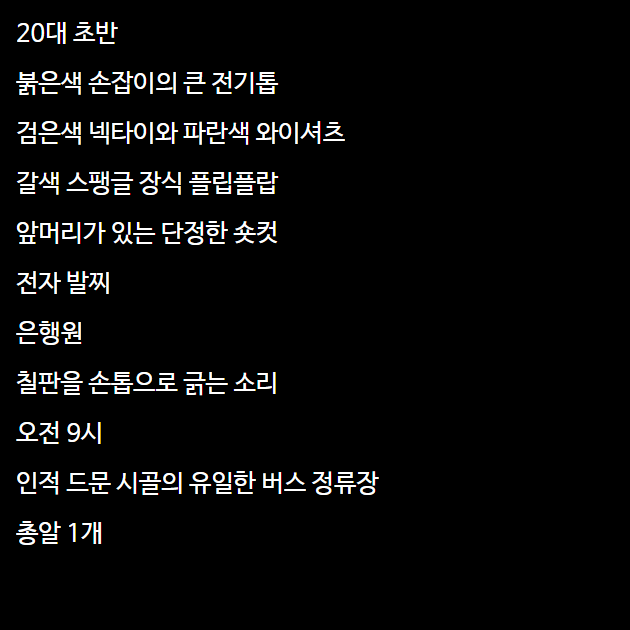 20대 초반
붉은색 손잡이의 큰 전기톱
검은색 넥타이와 파란색 와이셔츠
갈색 스팽글 장식 플립플랍
앞머리가 있는 단정한 숏컷
전자 발찌
은행원
칠판을 손톱으로 긁는 소리
오전 9시
인적 드문 시골의 유일한 버스 정류장
총알 1개